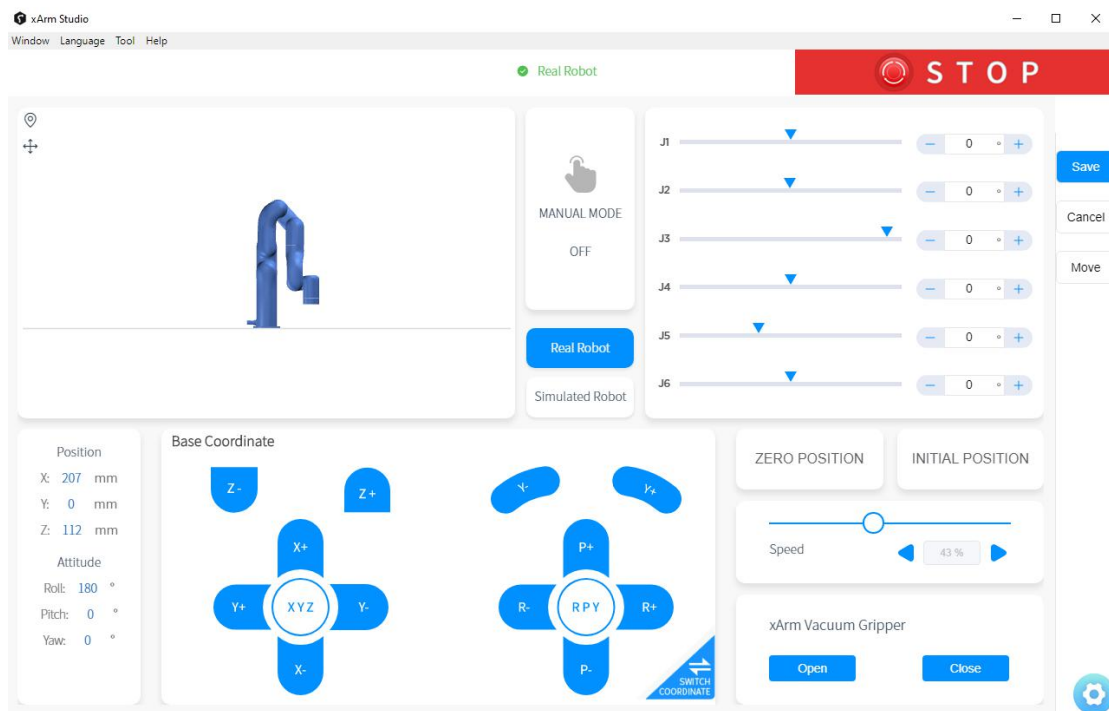 xArm Studio
Window Language Tool Help
Real Robot
STOP
MANUAL MODE
OFF
Real Robot
Simulated Robot
J1 − 0 ° +
J2 − 0 ° +
J3 − 0 ° +
J4 − 0 ° +
J5 − 0 ° +
J6 − 0 ° +
Save
Cancel
Move
Position
X: 207 mm
Y: 0 mm
Z: 112 mm
Attitude
Roll: 180 °
Pitch: 0 °
Yaw: 0 °
Base Coordinate
Z -
Z +
X+
Y+
XYZ
Y-
X-
Y-
Y+
P+
R-
RPY
R+
P-
SWITCH
COORDINATE
ZERO POSITION
INITIAL POSITION
Speed
43 %
xArm Vacuum Gripper
Open
Close